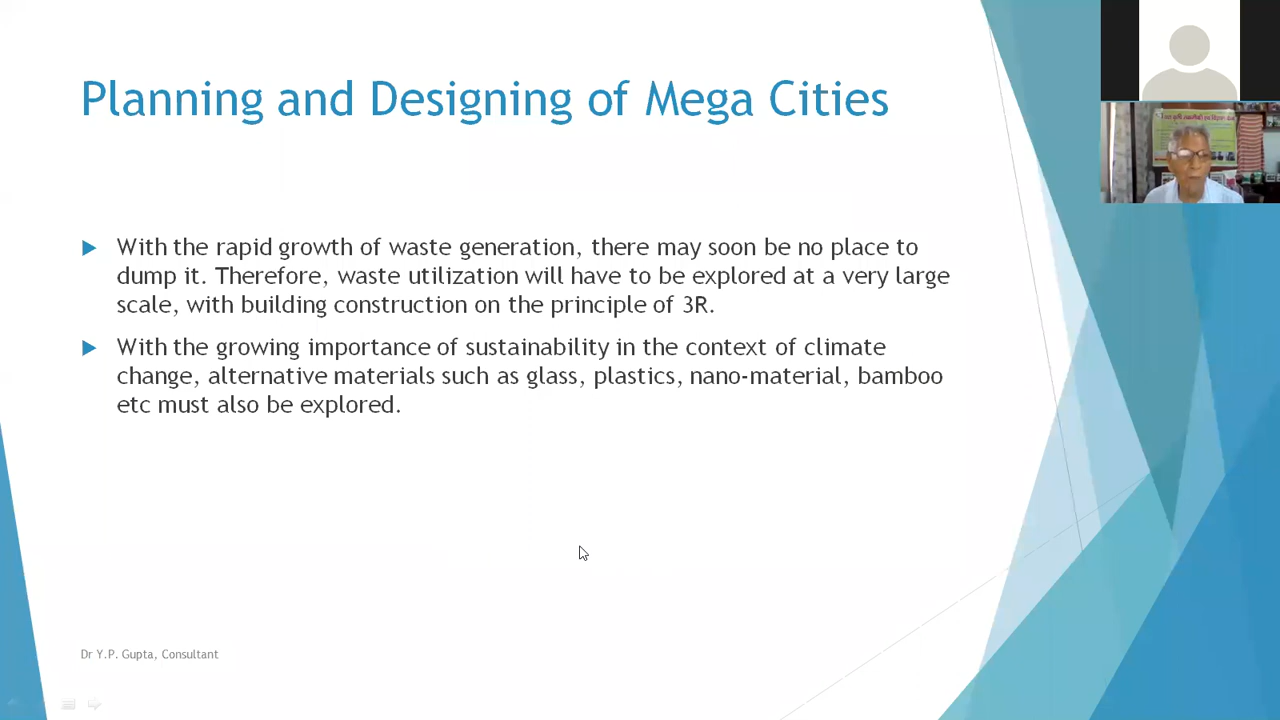 Planning and Designing of Mega Cities
With the rapid growth of waste generation, there may soon be no place to
dump it. Therefore, waste utilization will have to be explored at a very large
scale, with building construction on the principle of 3R.
With the growing importance of sustainability in the context of climate
change, alternative materials such as glass, plastics, nano-material, bamboo
etc must also be explored.
Dr Y.P. Gupta, Consultant